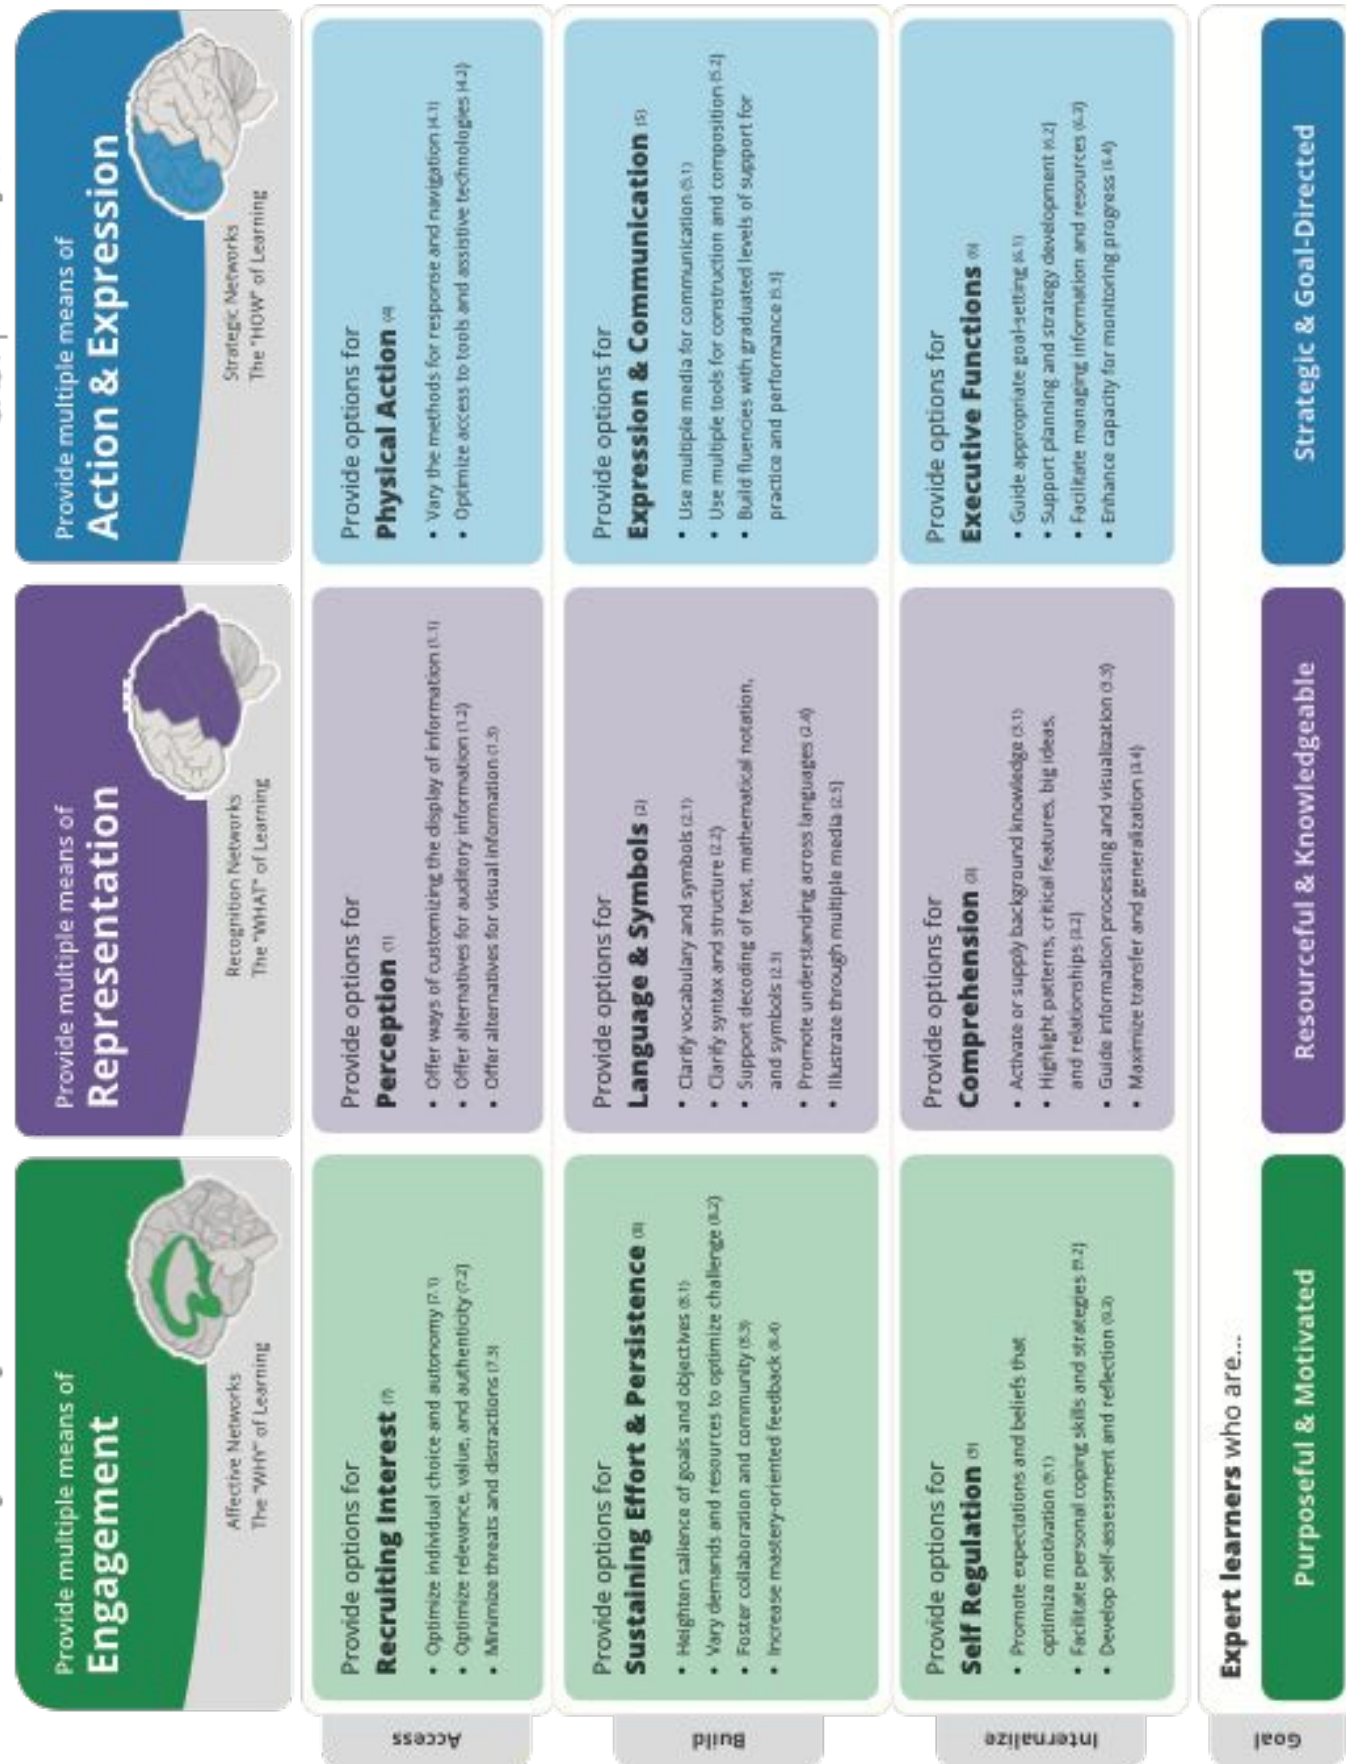 Provide multiple means of
Engagement
Affective Networks
The "WHY" of Learning
Provide multiple means of
Representation
Recognition Networks
The "WHAT" of Learning
Provide multiple means of
Action & Expression
Strategic Networks
The "HOW" of Learning
Access
Provide options for
Recruiting Interest (7)
• Optimize individual choice and autonomy (7.1)
• Optimize relevance, value, and authenticity (7.2)
• Minimize threats and distractions (7.3)
Provide options for
Perception (1)
• Offer ways of customizing the display of information (1.1)
• Offer alternatives for auditory information (1.2)
• Offer alternatives for visual information (1.3)
Provide options for
Physical Action (4)
• Vary the methods for response and navigation (4.1)
• Optimize access to tools and assistive technologies (4.2)
Build
Provide options for
Sustaining Effort & Persistence (8)
• Heighten salience of goals and objectives (8.1)
• Vary demands and resources to optimize challenge (8.2)
• Foster collaboration and community (8.3)
• Increase mastery-oriented feedback (8.4)
Provide options for
Language & Symbols (2)
• Clarify vocabulary and symbols (2.1)
• Clarify syntax and structure (2.2)
• Support decoding of text, mathematical notation,
and symbols (2.3)
• Promote understanding across languages (2.4)
• Illustrate through multiple media (2.5)
Provide options for
Expression & Communication (5)
• Use multiple media for communication (5.1)
• Use multiple tools for construction and composition (5.2)
• Build fluencies with graduated levels of support for
practice and performance (5.3)
Internalize
Provide options for
Self Regulation (9)
• Promote expectations and beliefs that
optimize motivation (9.1)
• Facilitate personal coping skills and strategies (9.2)
• Develop self-assessment and reflection (9.3)
Provide options for
Comprehension (3)
• Activate or supply background knowledge (3.1)
• Highlight patterns, critical features, big ideas,
and relationships (3.2)
• Guide information processing and visualization (3.3)
• Maximize transfer and generalization (3.4)
Provide options for
Executive Functions (6)
• Guide appropriate goal-setting (6.1)
• Support planning and strategy development (6.2)
• Facilitate managing information and resources (6.3)
• Enhance capacity for monitoring progress (6.4)
Goal
Expert learners who are...
Purposeful & Motivated
Resourceful & Knowledgeable
Strategic & Goal-Directed